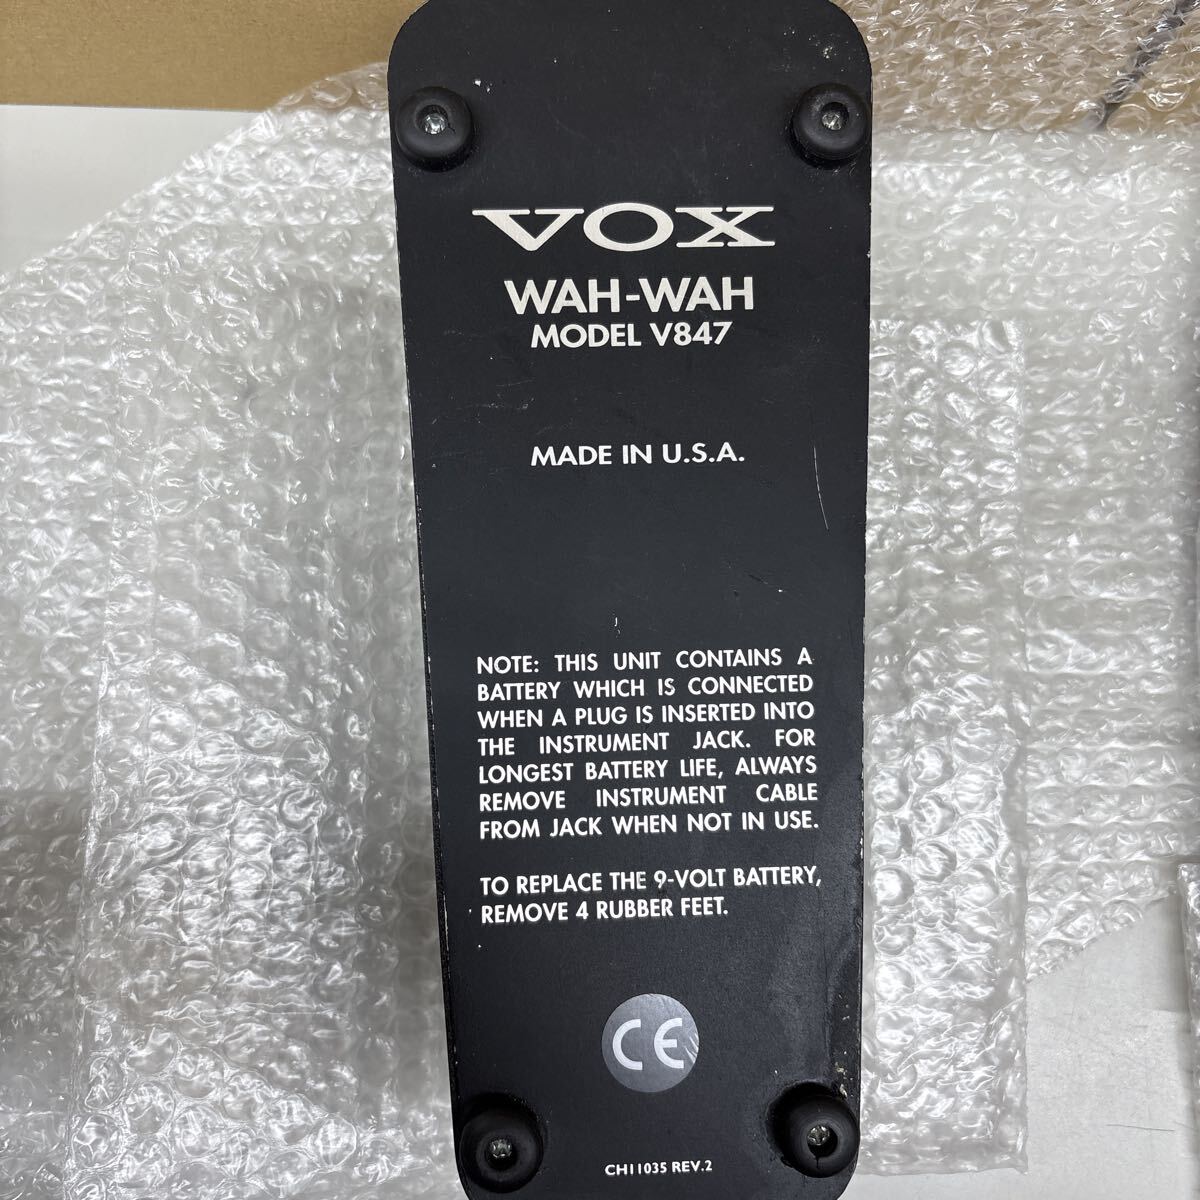 VOX
WAH-WAH
MODEL V847
MADE IN U.S.A.
NOTE: THIS UNIT CONTAINS A
BATTERY WHICH IS CONNECTED
WHEN A PLUG IS INSERTED INTO
THE INSTRUMENT JACK. FOR
LONGEST BATTERY LIFE, ALWAYS
REMOVE INSTRUMENT CABLE
FROM JACK WHEN NOT IN USE.
TO REPLACE THE 9-VOLT BATTERY,
REMOVE 4 RUBBER FEET.
CE
CH11035 REV.2